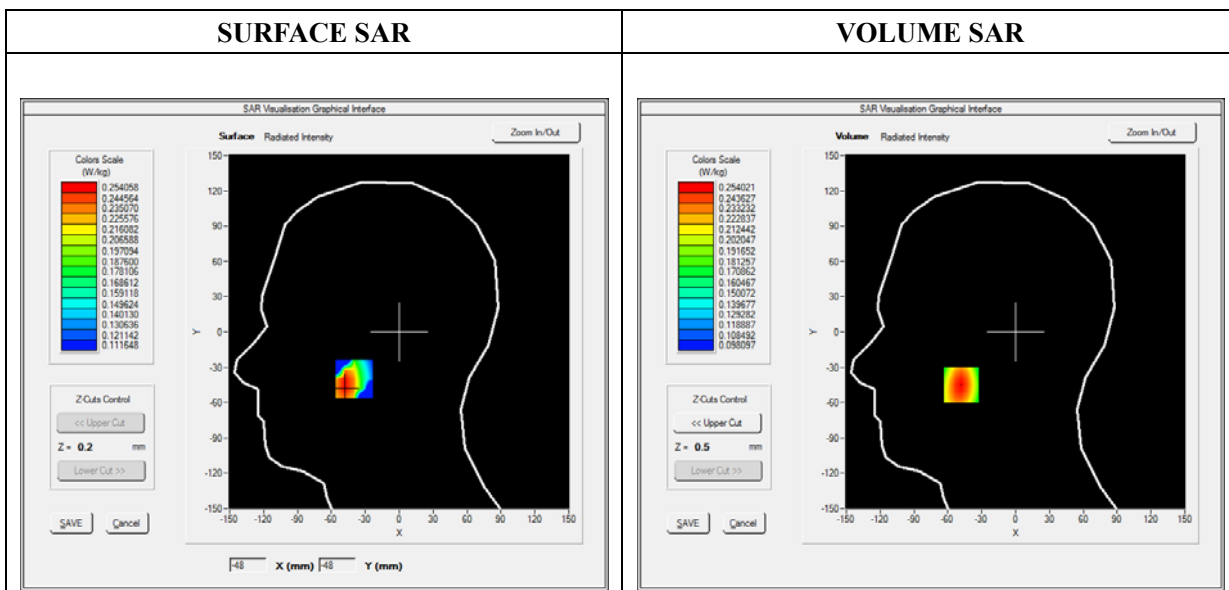 SURFACE SAR
VOLUME SAR
SAR Visualisation Graphical Interface
Surface Radiated Intensity
Zoom In/Out
Colors Scale
(W/kg)
0.254058
0.244564
0.235070
0.225576
0.216082
0.206588
0.197094
0.187600
0.178106
0.168612
0.159118
0.149624
0.140130
0.130636
0.121142
0.111648
Z-Cuts Control
<< Upper Cut
Z = 0.2 mm
Lower Cut >>
SAVE Cancel
150
120
90
60
30
0
-30
-60
-90
-120
-150
Y
-150 -120 -90 -60 -30 0 30 60 90 120 150
X
-48 X (mm) -48 Y (mm)
SAR Visualisation Graphical Interface
Volume Radiated Intensity
Zoom In/Out
Colors Scale
(W/kg)
0.254021
0.243627
0.233232
0.222837
0.212442
0.202047
0.191652
0.181257
0.170862
0.160467
0.150072
0.139677
0.129282
0.118887
0.108492
0.098097
Z-Cuts Control
<< Upper Cut
Z = 0.5 mm
Lower Cut >>
SAVE Cancel
150
120
90
60
30
0
-30
-60
-90
-120
-150
Y
-150 -120 -90 -60 -30 0 30 60 90 120 150
X